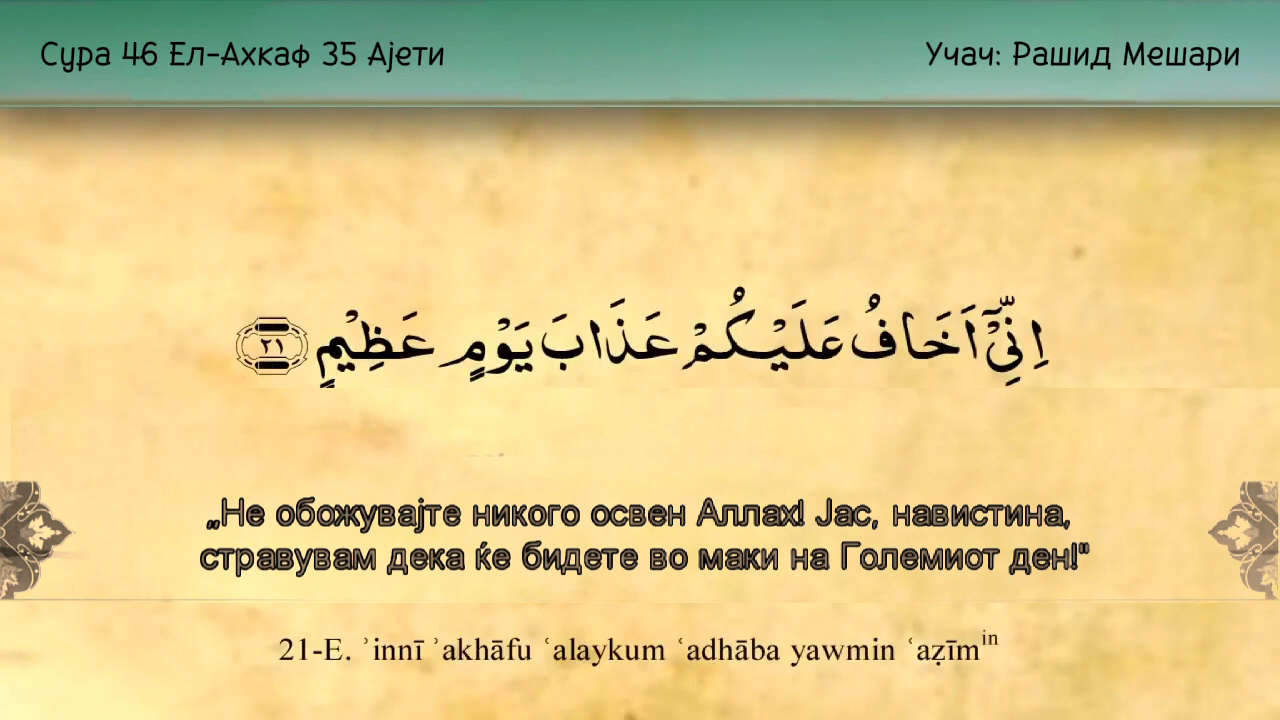 Сура 46 Ел-Ахкаф 35 Ајети
Учач: Рашид Мешари
اِنِّيْٓ اَخَافُ عَلَيْكُمْ عَذَابَ يَوْمٍ عَظِيْمٍ ٢١
„Не обожувајте никого освен Аллах! Јас, навистина,
стравувам дека ќе бидете во маки на Големиот ден!"
21-E. ʾinnī ʾakhāfu ʿalaykum ʿadhāba yawmin ʿaẓīmⁱⁿ